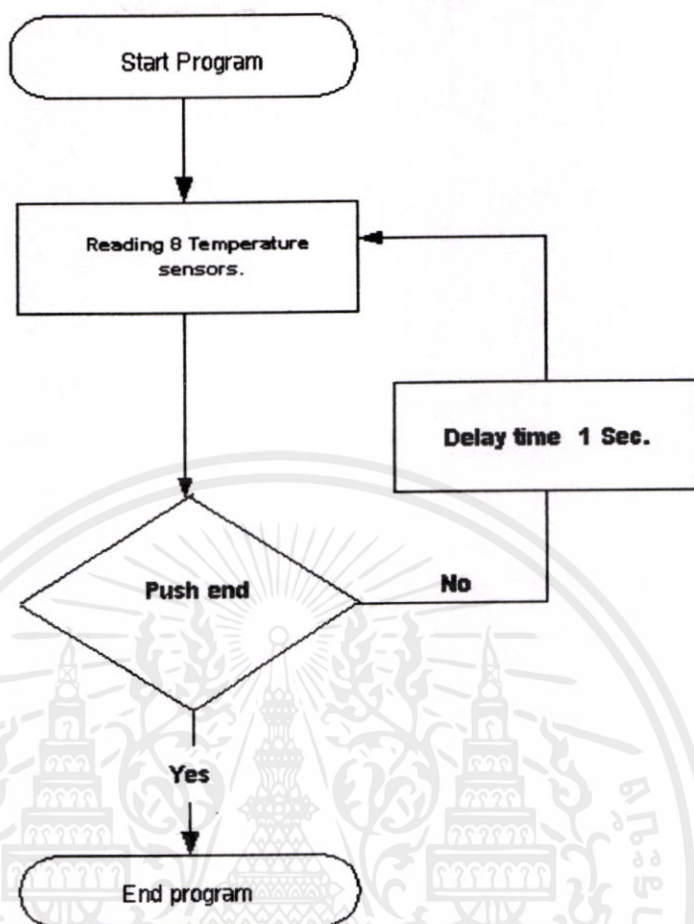 Start Program
Reading 8 Temperature
sensors.
Delay time 1 Sec.
Push end
No
Yes
End program